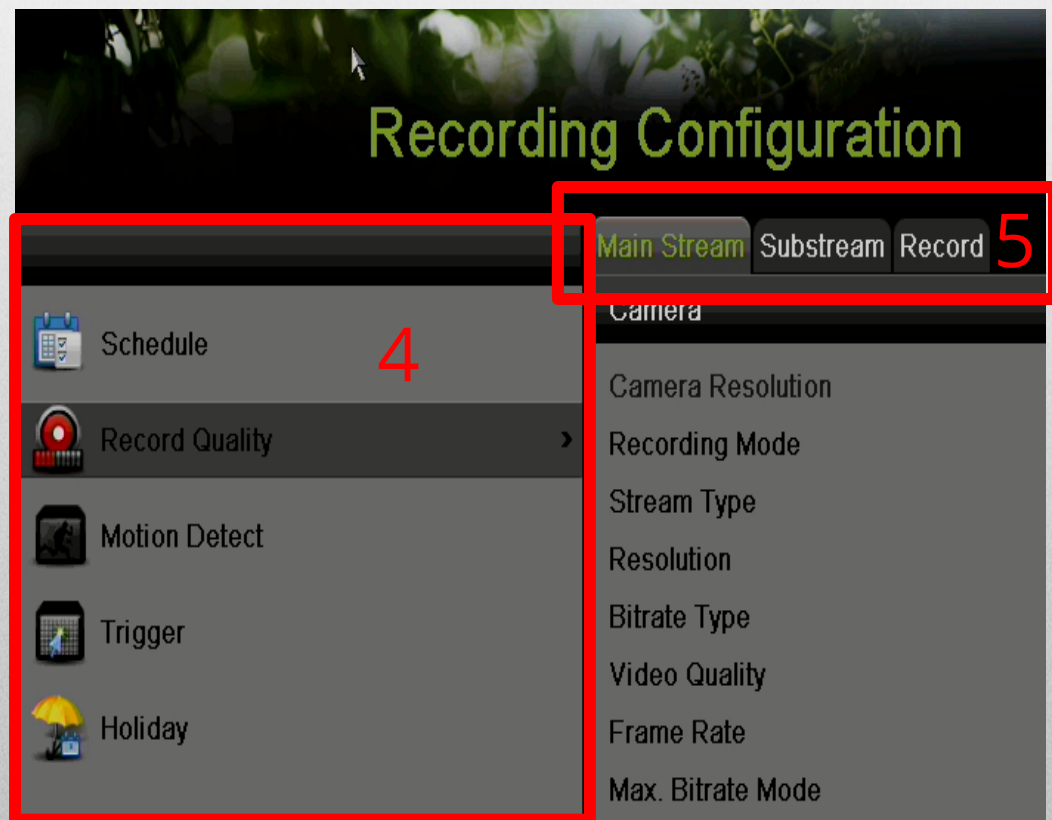 Recording Configuration
Main Stream Substream Record 5
Camera
Schedule 4
Record Quality
Motion Detect
Trigger
Holiday
Camera Resolution
Recording Mode
Stream Type
Resolution
Bitrate Type
Video Quality
Frame Rate
Max. Bitrate Mode